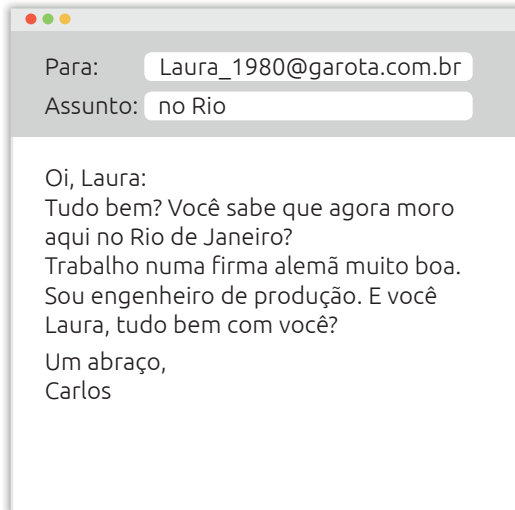 Para: Laura_1980@garota.com.br
Assunto: no Rio
Oi, Laura:
Tudo bem? Você sabe que agora moro
aqui no Rio de Janeiro?
Trabalho numa firma alemã muito boa.
Sou engenheiro de produção. E você
Laura, tudo bem com você?
Um abraço,
Carlos